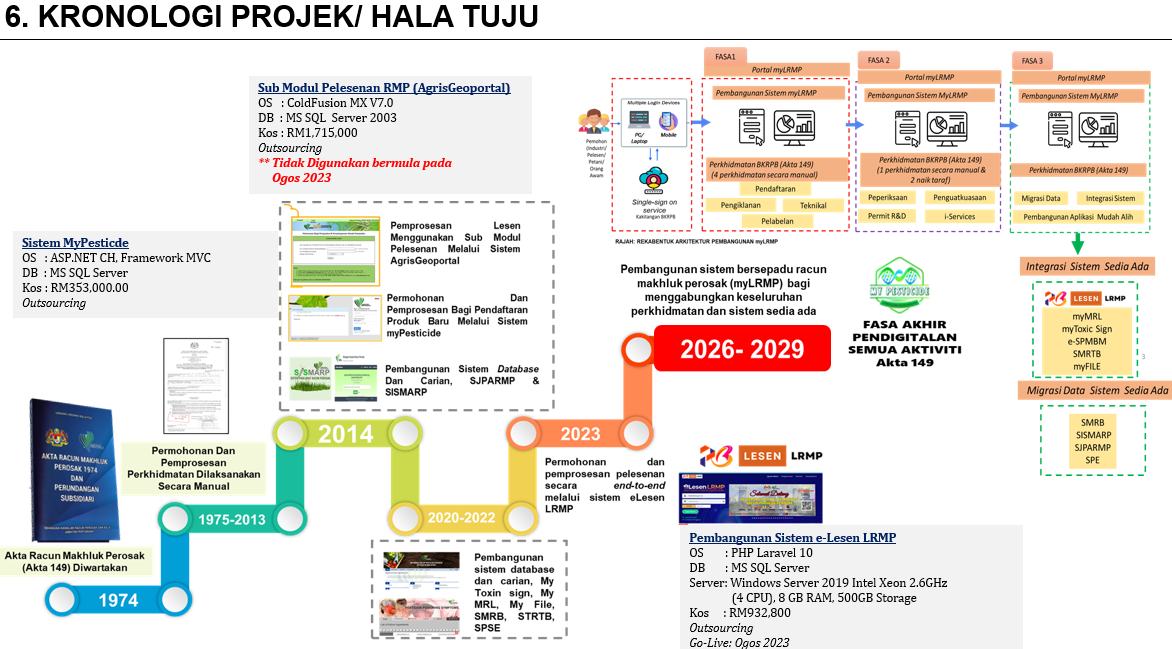 6. KRONOLOGI PROJEK/ HALA TUJU
Sub Modul Pelesenan RMP (AgrisGeoportal)
OS : ColdFusion MX V7.0
DB : MS SQL Server 2003
Kos : RM1,715,000
Outsourcing
** Tidak Digunakan bermula pada
Ogos 2023
Sistem MyPesticde
OS : ASP.NET CH, Framework MVC
DB : MS SQL Server
Kos : RM353,000.00
Outsourcing
Pemprosesan Lesen
Menggunakan Sub Modul
Pelesenan Melalui Sistem
AgrisGeoportal
Permohonan Dan
Pemprosesan Bagi Pendaftaran
Produk Baru Melalui Sistem
myPesticide
SiSMARP
Pembangunan Sistem Database
Dan Carian, SJPARMP &
SISMARP
AKTA RACUN MAKHLUK
PEROSAK 1974
DAN
PERUNDANGAN
SUBSIDIARI
Permohonan Dan
Pemprosesan
Perkhidmatan Dilaksanakan
Secara Manual
Akta Racun Makhluk Perosak
(Akta 149) Diwartakan
1974
1975-2013
2014
2020-2022
2023
2026- 2029
Pembangunan
sistem database
dan carian, My
Toxin sign, My
MRL, My File,
SMRB, STRTB,
SPSE
Permohonan dan
pemprosesan pelesenan
secara end-to-end
melalui sistem eLesen
LRMP
LESEN LRMP
eLesen LRMP
Selamat Datang
Pembangunan Sistem e-Lesen LRMP
OS : PHP Laravel 10
DB : MS SQL Server
Server: Windows Server 2019 Intel Xeon 2.6GHz
(4 CPU), 8 GB RAM, 500GB Storage
Kos : RM932,800
Outsourcing
Go-Live: Ogos 2023
Pembangunan sistem bersepadu racun
makhluk perosak (myLRMP) bagi
menggabungkan keseluruhan
perkhidmatan dan sistem sedia ada
MY PESTICIDE
FASA AKHIR
PENDIGITALAN
SEMUA AKTIVITI
Akta 149
Pemohon
(Industri/
Pelesen/
Petani/
Orang
Awam
Multiple Login Devices
PC/
Laptop
Mobile
Single-sign on
service
Kakitangan BKRPB
FASA1
Portal myLRMP
Pembangunan Sistem myLRMP
Perkhidmatan BKRPB (Akta 149)
(4 perkhidmatan secara manual)
Pendaftaran
Pengiklanan
Teknikal
Pelabelan
FASA 2
Portal myLRMP
Pembangunan Sistem MyLRMP
Perkhidmatan BKRPB (Akta 149)
(1 perkhidmatan secara manual &
2 naik taraf)
Peperiksaan
Penguatkuasaan
Permit R&D
i-Services
FASA 3
Portal myLRMP
Pembangunan Sistem MyLRMP
Perkhidmatan BKRPB (Akta 149)
Migrasi Data
Integrasi Sistem
Pembangunan Aplikasi Mudah Alih
RAJAH: REKABENTUK ARKITEKTUR PEMBANGUNAN myLRMP
Integrasi Sistem Sedia Ada
LESEN LRMP
myMRL
myToxic Sign
e-SPMBM
SMRTB
myFILE
3
Migrasi Data Sistem Sedia Ada
SMRB
SISMARP
SJPARMP
SPE